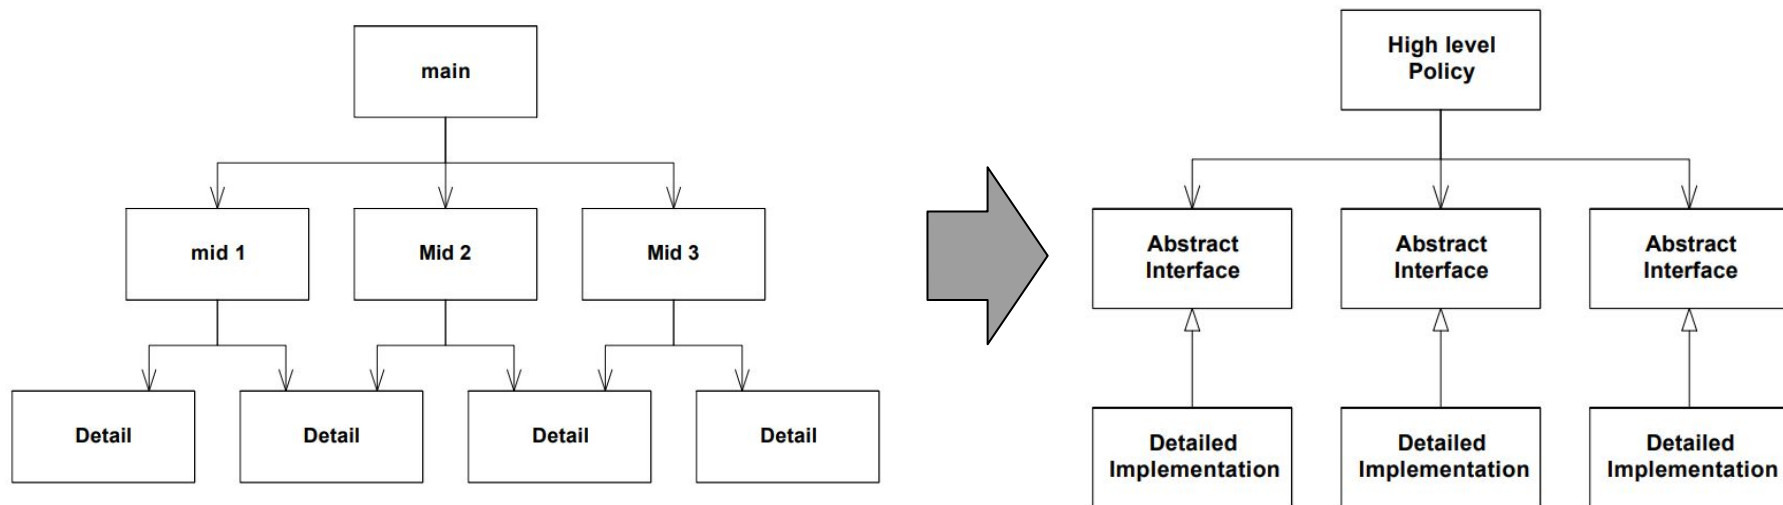 main
mid 1
Mid 2
Mid 3
Detail
Detail
Detail
Detail
High level
Policy
Abstract
Interface
Abstract
Interface
Abstract
Interface
Detailed
Implementation
Detailed
Implementation
Detailed
Implementation